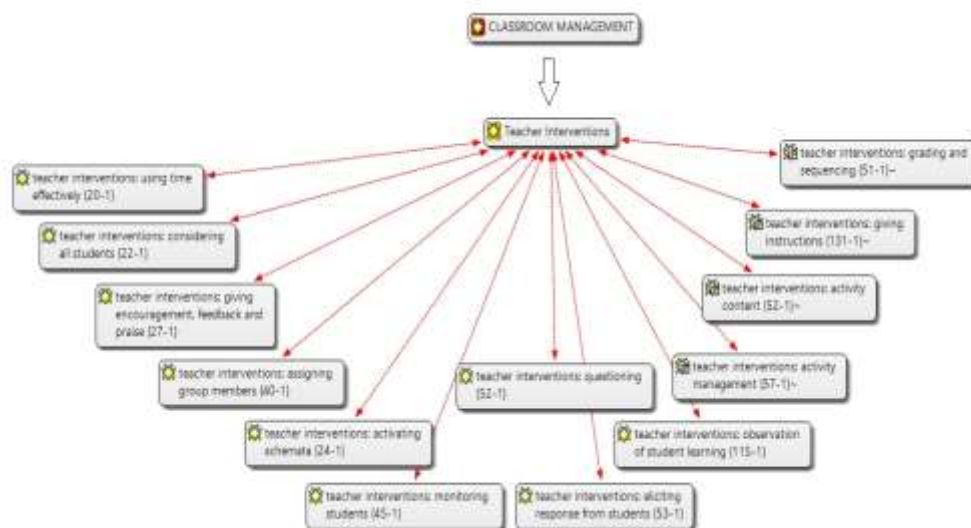 CLASSROOM MANAGEMENT
Teacher Interventions
teacher interventions: using time
effectively (20-1)
teacher interventions: considering
all students (22-1)
teacher interventions: giving
encouragement, feedback and
praise (27-1)
teacher interventions: assigning
group members (40-1)
teacher interventions: activating
schemata (24-1)
teacher interventions: monitoring
students (45-1)
teacher interventions: questioning
(52-1)
teacher interventions: eliciting
response from students (53-1)
teacher interventions: observation
of student learning (115-1)
teacher interventions: activity
management (57-1)~
teacher interventions: activity
content (52-1)~
teacher interventions: giving
instructions (131-1)~
teacher interventions: grading and
sequencing (51-1)~